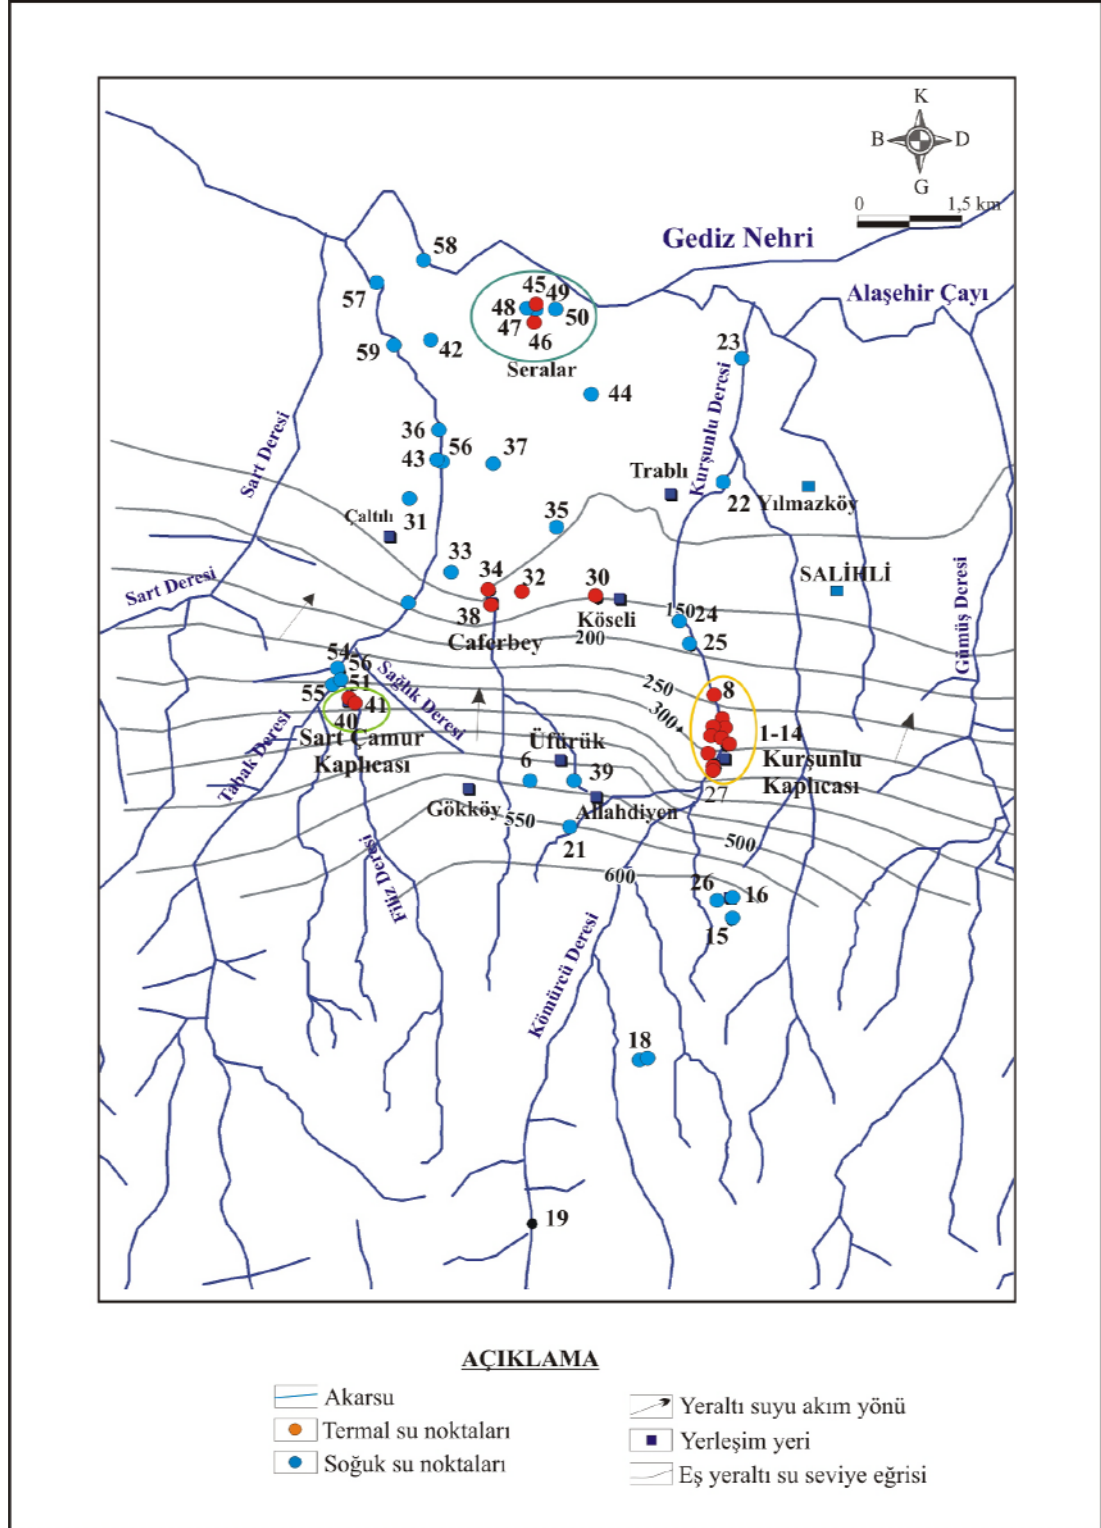 K
B D
G
0 1,5 km
Gediz Nehri
Alaşehir Çayı
58
57
45 49
48 50
47
46
Seralar
59
42
23
44
Kurşunlu Deresi
Sart Deresi
36
43 56
37
Trablı
22 Yılmazköy
31
Çaltılı
35
33
34
32
30
SALİHLİ
Sart Deresi
38
Caferbey
Köseli
150
24
200
25
Gümüş Deresi
54
56
51
55
Sağlık Deresi
41
40
250
8
300
1-14
Sart Çamur
Kaplıcası
Tabak Deresi
Üfürük
6
39
Kurşunlu
Kaplıcası
27
Gökköy
Allahdiyen
550
21
500
Filiz Deresi
600
26
16
15
Kömürcü Deresi
18
19
AÇIKLAMA
Akarsu
Termal su noktaları
Soğuk su noktaları
Yeraltı suyu akım yönü
Yerleşim yeri
Eş yeraltı su seviye eğrisi